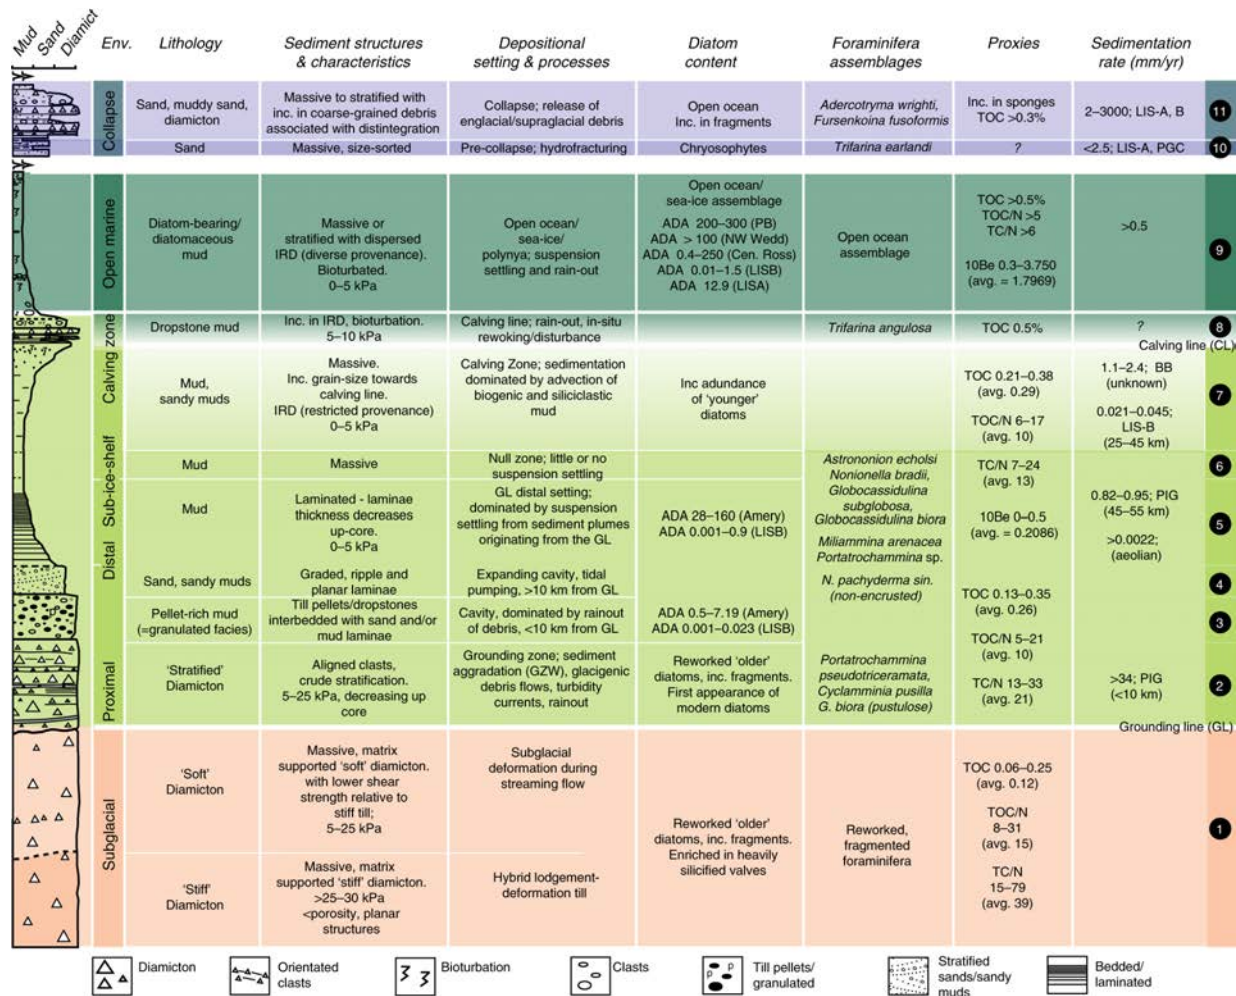 Mud
Sand
Diamict
Env.
Lithology
Sediment structures
& characteristics
Depositional
setting & processes
Diatom
content
Foraminifera
assemblages
Proxies
Sedimentation
rate (mm/yr)
Collapse
Sand, muddy sand,
diamicton
Massive to stratified with
inc. in coarse-grained debris
associated with distintegration
Collapse; release of
englacial/supraglacial debris
Open ocean
Inc. in fragments
Adercotryma wrighti,
Fursenkoina fusoformis
Inc. in sponges
TOC >0.3%
2–3000; LIS-A, B
11
Sand
Massive, size-sorted
Pre-collapse; hydrofracturing
Chryosophytes
Trifarina earlandi
?
<2.5; LIS-A, PGC
10
Open marine
Diatom-bearing/
diatomaceous
mud
Massive or
stratified with dispersed
IRD (diverse provenance).
Bioturbated.
0–5 kPa
Open ocean/
sea-ice/
polynya; suspension
settling and rain-out
Open ocean/
sea-ice assemblage
ADA 200–300 (PB)
ADA > 100 (NW Wedd)
ADA 0.4–250 (Cen. Ross)
ADA 0.01–1.5 (LISB)
ADA 12.9 (LISA)
Open ocean
assemblage
TOC >0.5%
TOC/N >5
TC/N >6
10Be 0.3–3.750
(avg. = 1.7969)
>0.5
9
Calving zone
Dropstone mud
Inc. in IRD, bioturbation.
5–10 kPa
Calving line; rain-out, in-situ
rewoking/disturbance
Trifarina angulosa
TOC 0.5%
?
8
Calving line (CL)
Mud,
sandy muds
Massive.
Inc. grain-size towards
calving line.
IRD (restricted provenance)
0–5 kPa
Calving Zone; sedimentation
dominated by advection of
biogenic and siliciclastic
mud
Inc adundance
of 'younger'
diatoms
TOC 0.21–0.38
(avg. 0.29)
TOC/N 6–17
(avg. 10)
1.1–2.4; BB
(unknown)
0.021–0.045;
LIS-B
(25–45 km)
7
Sub-ice-shelf
Distal
Mud
Massive
Null zone; little or no
suspension settling
Astrononion echolsi
Nonionella bradii,
Globocassidulina
subglobosa,
Globocassidulina biora
Miliammina arenacea
Portatrochammina sp.
N. pachyderma sin.
(non-encrusted)
TC/N 7–24
(avg. 13)
10Be 0–0.5
(avg. = 0.2086)
6
Mud
Laminated - laminae
thickness decreases
up-core.
0–5 kPa
GL distal setting;
dominated by suspension
settling from sediment plumes
originating from the GL
ADA 28–160 (Amery)
ADA 0.001–0.9 (LISB)
0.82–0.95; PIG
(45–55 km)
>0.0022;
(aeolian)
5
Sand, sandy muds
Graded, ripple and
planar laminae
Expanding cavity, tidal
pumping, >10 km from GL
4
TOC 0.13–0.35
(avg. 0.26)
TOC/N 5–21
(avg. 10)
TC/N 13–33
(avg. 21)
Pellet-rich mud
(=granulated facies)
Till pellets/dropstones
interbedded with sand and/or
mud laminae
Cavity, dominated by rainout
of debris, <10 km from GL
ADA 0.5–7.19 (Amery)
ADA 0.001–0.023 (LISB)
3
Proximal
'Stratified'
Diamicton
Aligned clasts,
crude stratification.
5–25 kPa, decreasing up
core
Grounding zone; sediment
aggradation (GZW), glacigenic
debris flows, turbidity
currents, rainout
Reworked 'older'
diatoms, inc. fragments.
First appearance of
modern diatoms
Portatrochammina
pseudotriceramata,
Cyclamminia pusilla
G. biora (pustulose)
>34; PIG
(<10 km)
2
Grounding line (GL)
Subglacial
'Soft'
Diamicton
Massive, matrix
supported 'soft' diamicton.
with lower shear
strength relative to
stiff till;
5–25 kPa
Subglacial
deformation during
streaming flow
Reworked 'older'
diatoms, inc. fragments.
Enriched in heavily
silicified valves
Reworked,
fragmented
foraminifera
TOC 0.06–0.25
(avg. 0.12)
TOC/N
8–31
(avg. 15)
TC/N
15–79
(avg. 39)
1
'Stiff'
Diamicton
Massive, matrix
supported 'stiff' diamicton.
>25–30 kPa
<porosity, planar
structures
Hybrid lodgement-
deformation till
Diamicton
Orientated
clasts
Bioturbation
Clasts
p
p
Till pellets/
granulated
Stratified
sands/sandy
muds
Bedded/
laminated